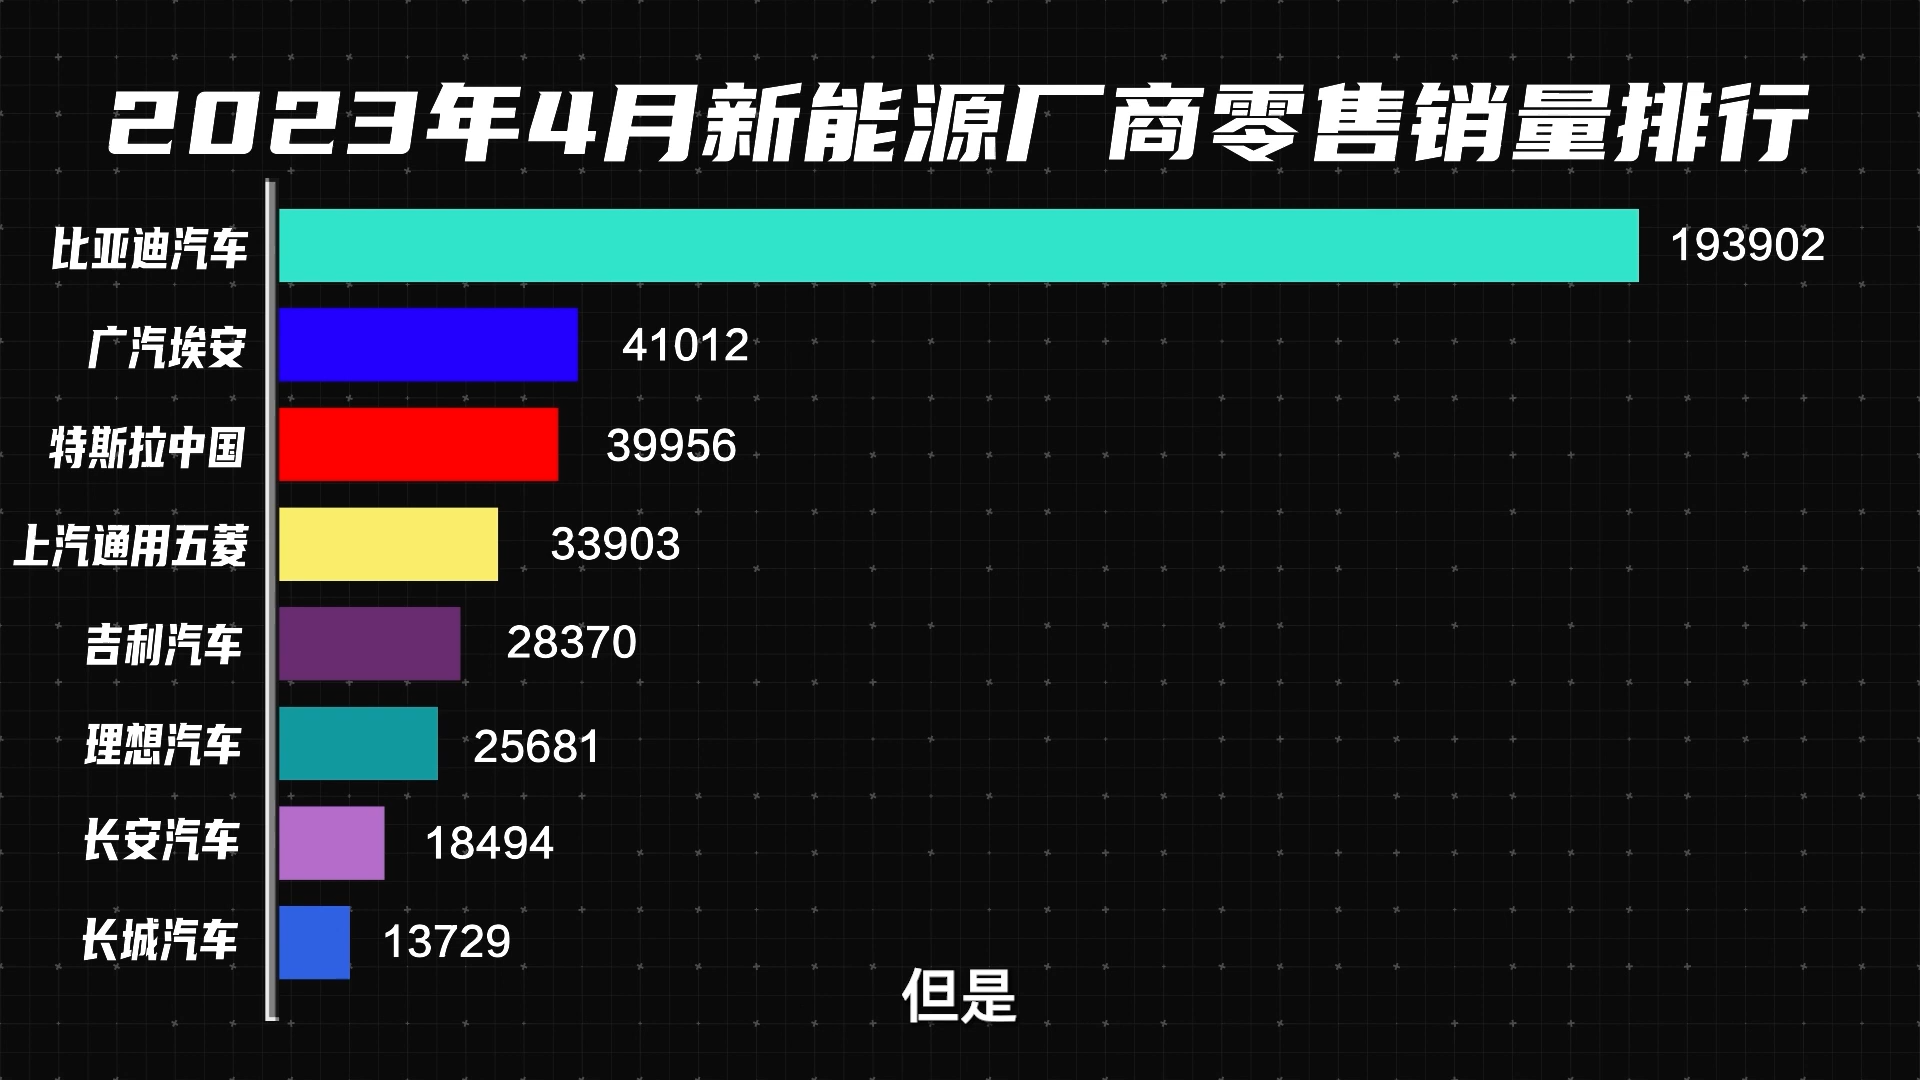 2023年4月新能源厂商零售销量排行
比亚迪汽车 193902
广汽埃安 41012
特斯拉中国 39956
上汽通用五菱 33903
吉利汽车 28370
理想汽车 25681
长安汽车 18494
长城汽车 13729
但是